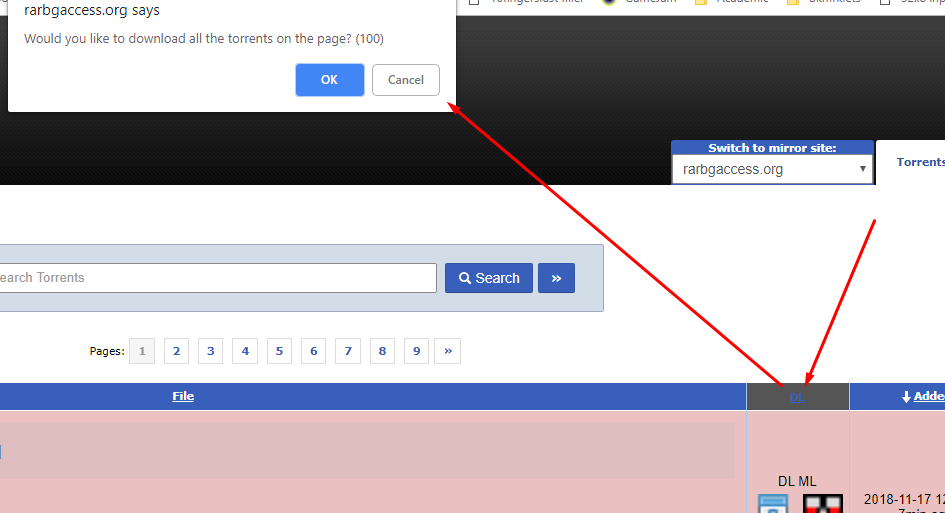 rarbgaccess.org says
Would you like to download all the torrents on the page? (100)
OK
Cancel
Switch to mirror site:
rarbgaccess.org
Torrents
earch Torrents
Search
»
Pages: 1 2 3 4 5 6 7 8 9 »
File
DL
Adde
DL ML
2018-11-17 12